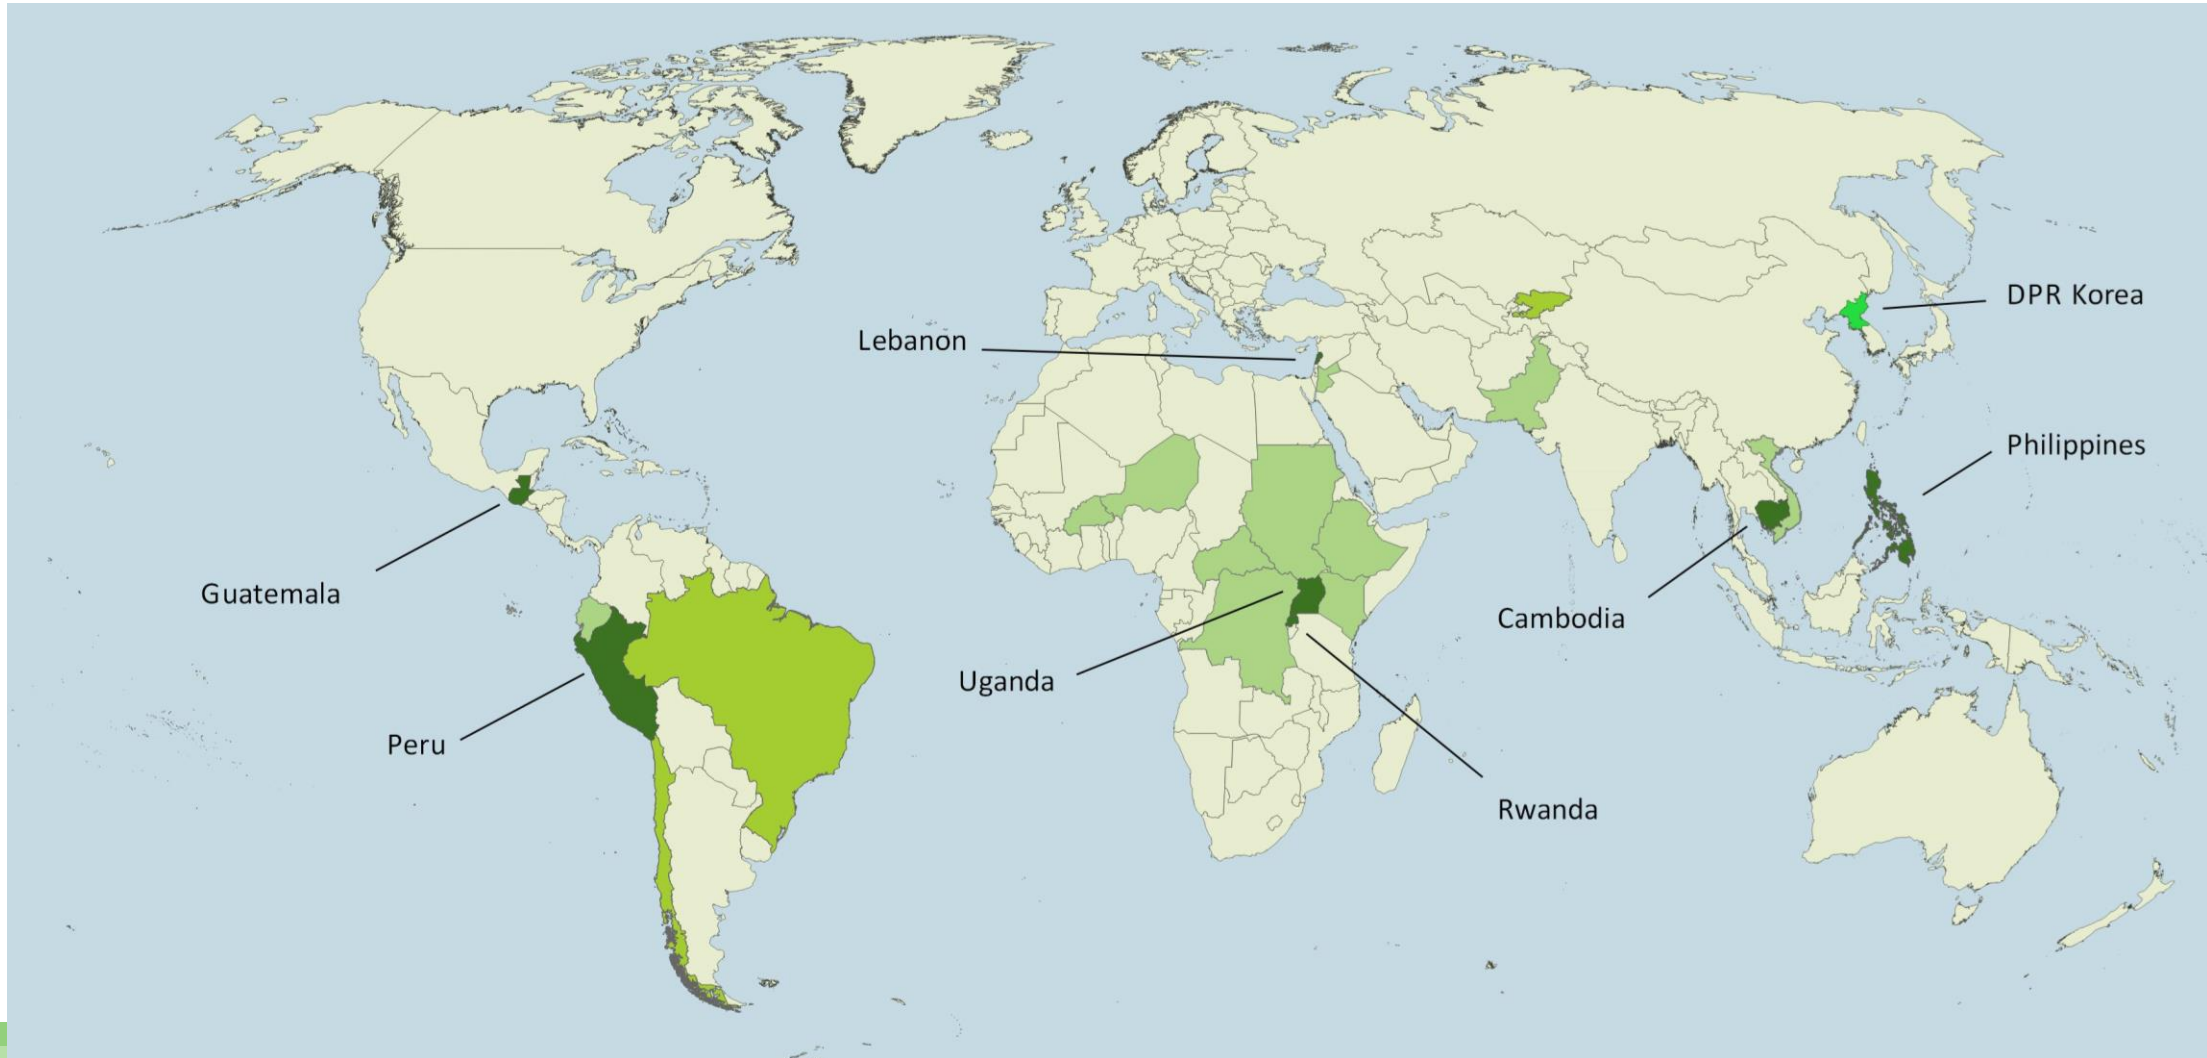 DPR Korea
Lebanon
Philippines
Guatemala
Cambodia
Uganda
Peru
Rwanda